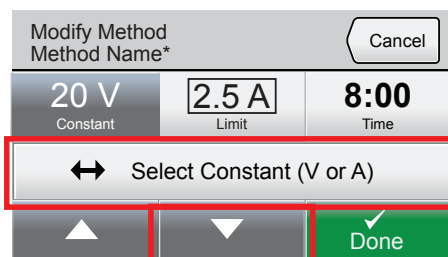 Modify Method
Method Name*
Cancel
20 V
2.5 A
8:00
Constant
Limit
Time
Select Constant (V or A)
Done